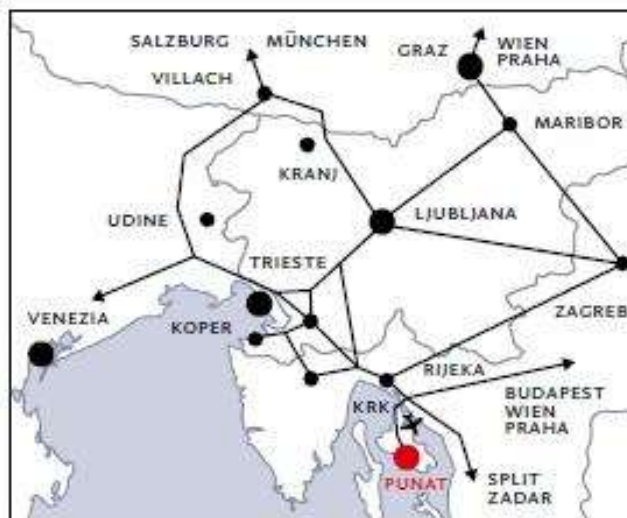 SALZBURG
MÜNCHEN
GRAZ
WIEN
PRAHA
VILLACH
MARIBOR
KRANJ
UDINE
LJUBLJANA
TRIESTE
VENEZIA
KOPER
ZAGREB
RIJEKA
KRK
BUDAPEST
WIEN
PRAHA
PUNAT
SPLIT
ZADAR